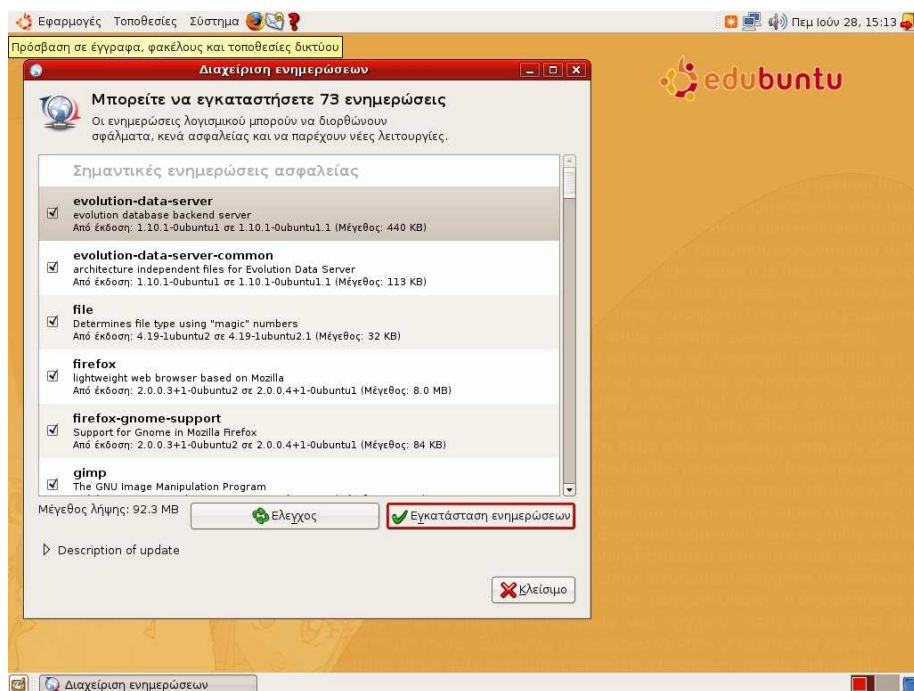 Εφαρμογές Τοποθεσίες Σύστημα Πεμ Ιούν 28, 15:13
Πρόσβαση σε έγγραφα, φακέλους και τοποθεσίες δικτύου
Διαχείριση ενημερώσεων
edubuntu
Μπορείτε να εγκαταστήσετε 73 ενημερώσεις
Οι ενημερώσεις λογισμικού μπορούν να διορθώνουν
σφάλματα, κενά ασφαλείας και να παρέχουν νέες λειτουργίες.
Σημαντικές ενημερώσεις ασφαλείας
evolution-data-server
evolution database backend server
Από έκδοση: 1.10.1-0ubuntu1 σε 1.10.1-0ubuntu1.1 (Μέγεθος: 440 KB)
evolution-data-server-common
architecture independent files for Evolution Data Server
Από έκδοση: 1.10.1-0ubuntu1 σε 1.10.1-0ubuntu1.1 (Μέγεθος: 113 KB)
file
Determines file type using "magic" numbers
Από έκδοση: 4.19-1ubuntu2 σε 4.19-1ubuntu2.1 (Μέγεθος: 32 KB)
firefox
lightweight web browser based on Mozilla
Από έκδοση: 2.0.0.3+1-0ubuntu2 σε 2.0.0.4+1-0ubuntu1 (Μέγεθος: 8.0 MB)
firefox-gnome-support
Support for Gnome in Mozilla Firefox
Από έκδοση: 2.0.0.3+1-0ubuntu2 σε 2.0.0.4+1-0ubuntu1 (Μέγεθος: 84 KB)
gimp
The GNU Image Manipulation Program
Μέγεθος λήψης: 92.3 MB Ελεγχος Εγκατάσταση ενημερώσεων
Description of update
Κλείσιμο
Διαχείριση ενημερώσεων